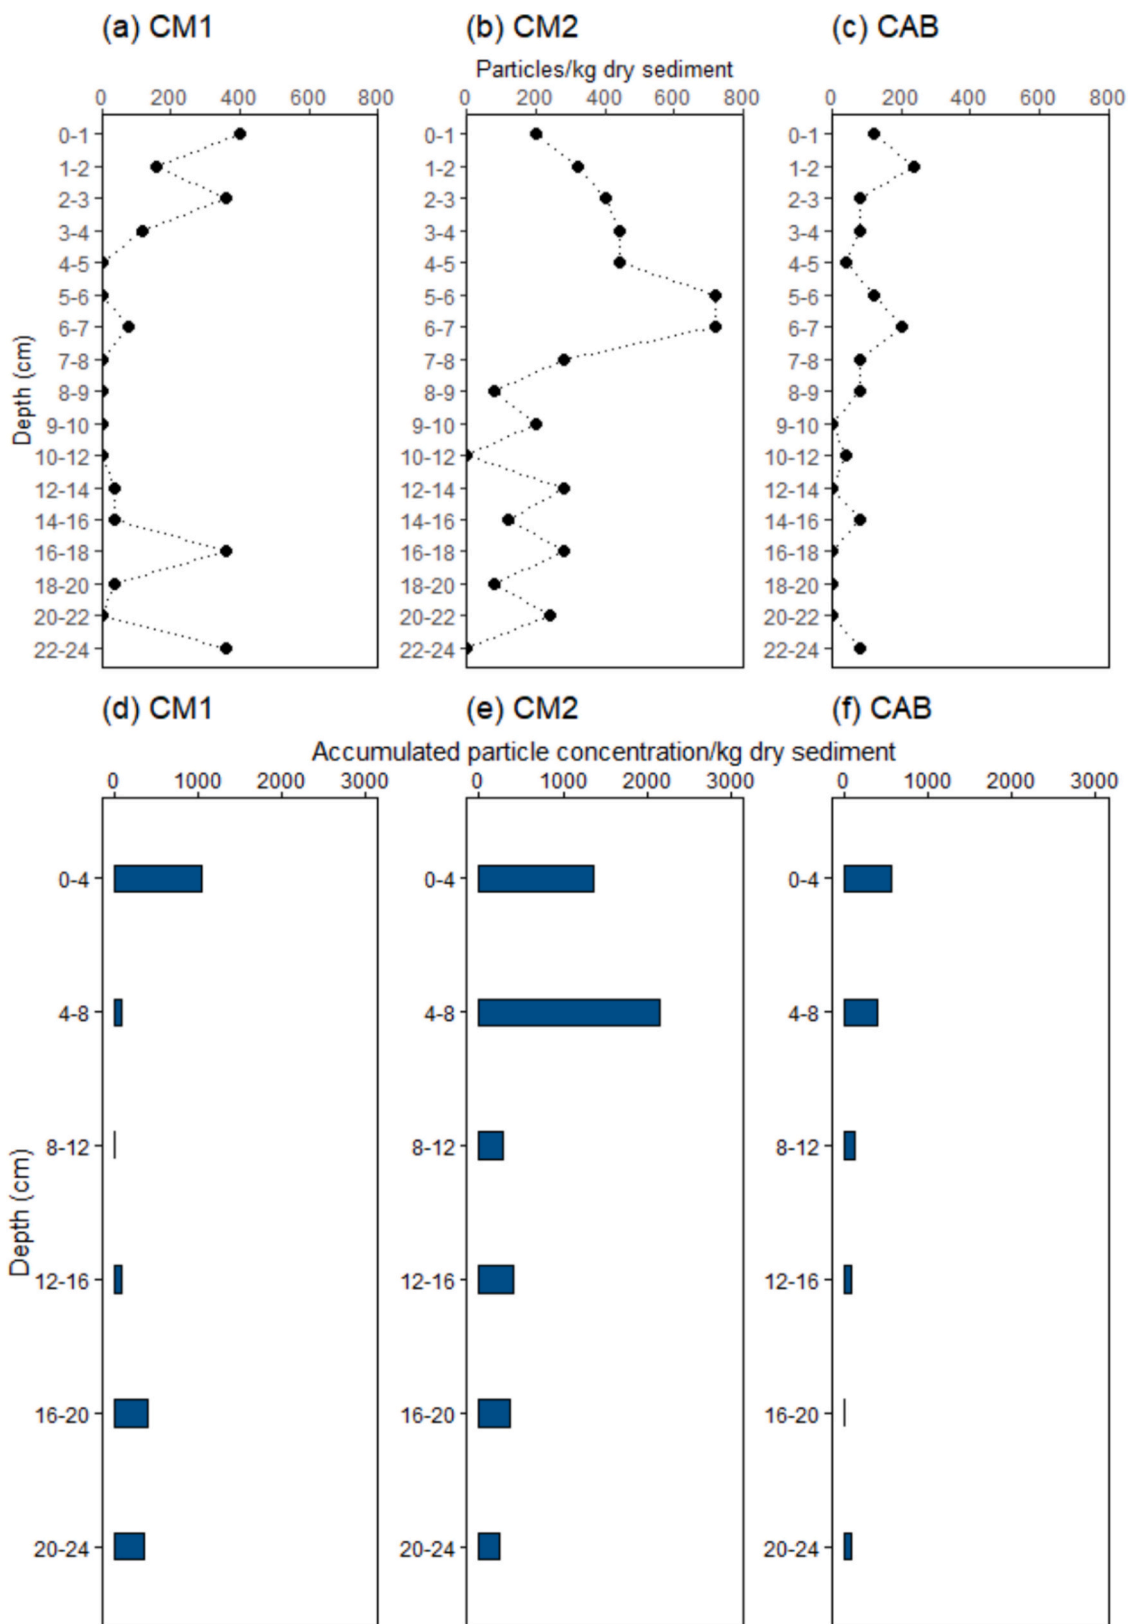 (a) CM1 (b) CM2 (c) CAB
Particles/kg dry sediment
0 200 400 600 800 0 200 400 600 800 0 200 400 600 800
0-1 0-1 0-1
1-2 1-2 1-2
2-3 2-3 2-3
3-4 3-4 3-4
4-5 4-5 4-5
5-6 5-6 5-6
6-7 6-7 6-7
7-8 7-8 7-8
8-9 8-9 8-9
9-10 9-10 9-10
10-12 10-12 10-12
12-14 12-14 12-14
14-16 14-16 14-16
16-18 16-18 16-18
18-20 18-20 18-20
20-22 20-22 20-22
22-24 22-24 22-24
Depth (cm)
(d) CM1 (e) CM2 (f) CAB
Accumulated particle concentration/kg dry sediment
0 1000 2000 3000 0 1000 2000 3000 0 1000 2000 3000
0-4 0-4 0-4
4-8 4-8 4-8
8-12 8-12 8-12
12-16 12-16 12-16
16-20 16-20 16-20
20-24 20-24 20-24
Depth (cm)